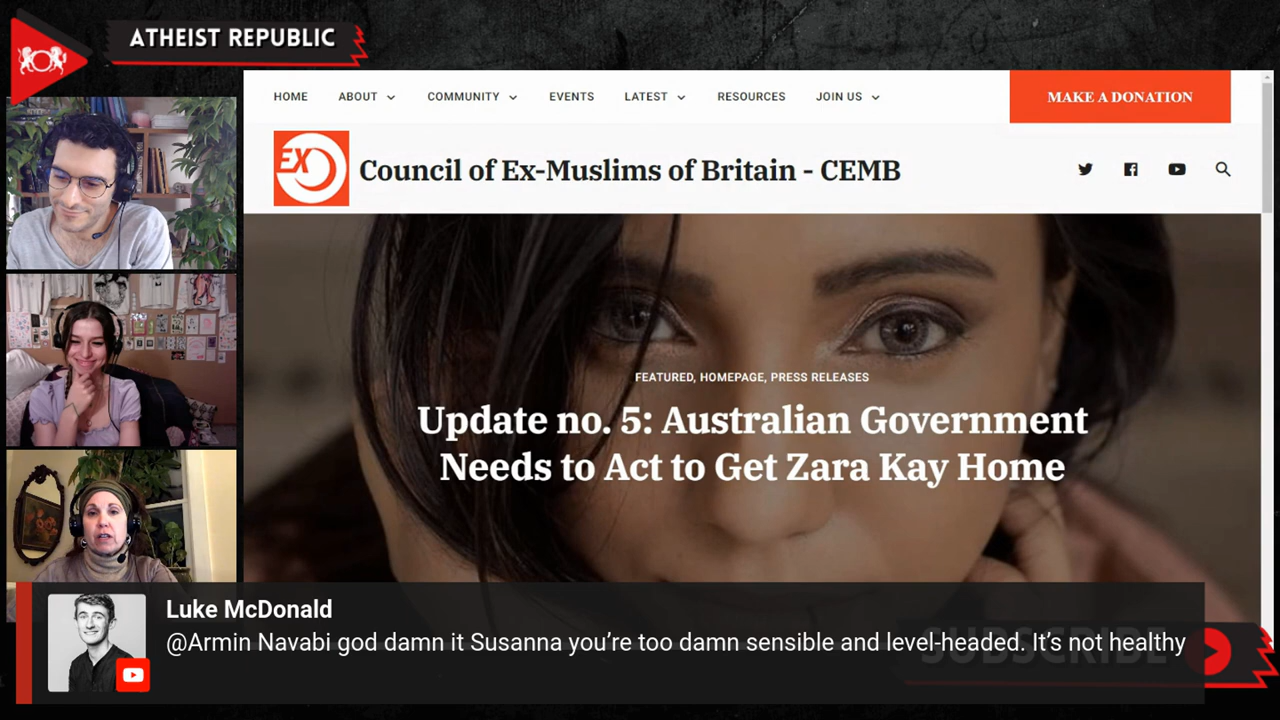 ATHEIST REPUBLIC
HOME ABOUT COMMUNITY EVENTS LATEST RESOURCES JOIN US MAKE A DONATION
EX
Council of Ex-Muslims of Britain - CEMB
FEATURED, HOMEPAGE, PRESS RELEASES
Update no. 5: Australian Government
Needs to Act to Get Zara Kay Home
Luke McDonald
@Armin Navabi god damn it Susanna you’re too damn sensible and level-headed. It’s not healthy
SUBSCRIBE